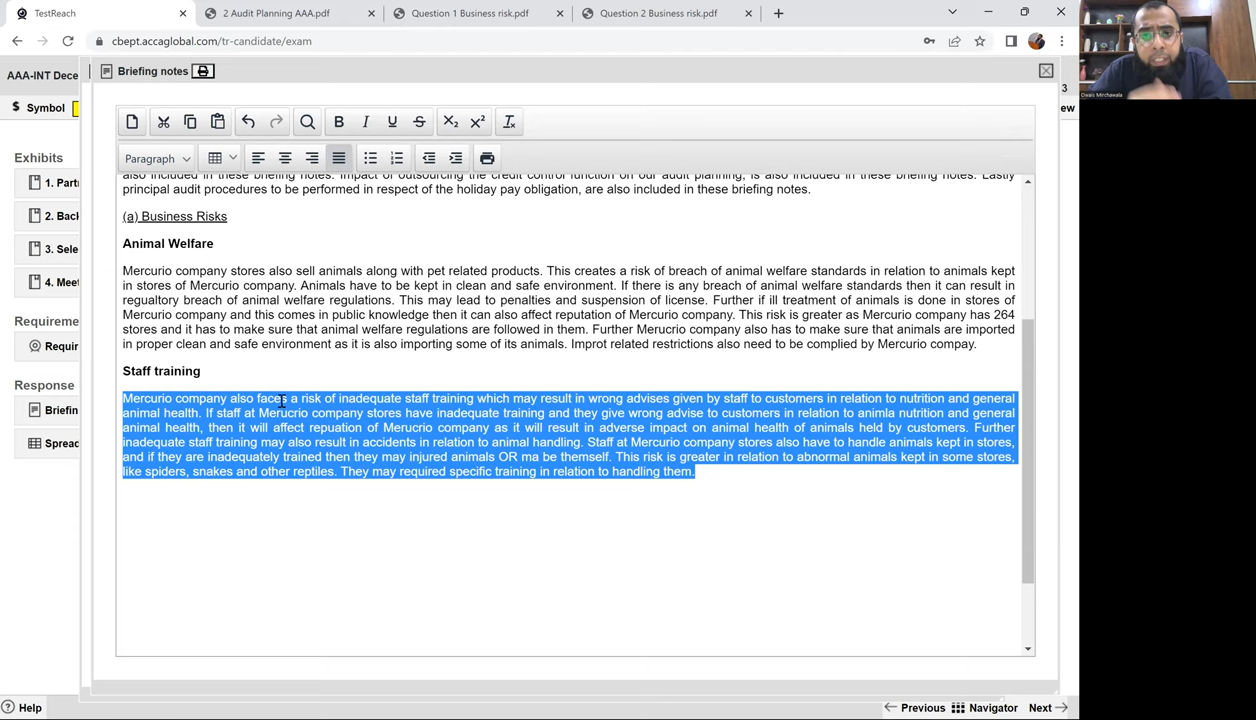 TestReach
2 Audit Planning AAA.pdf
Question 1 Business risk.pdf
Question 2 Business risk.pdf
cbept.accaglobal.com/tr-candidate/exam
AAA-INT Dece
Briefing notes
3
Symbol
ew
Paragraph
Exhibits
1. Part
2. Back
3. Sele
4. Meet
Requireme
Requir
Response
Briefin
Spread
also included in these briefing notes. Impact of outsourcing the credit control function on our audit planning, is also included in these briefing notes. Lastly
principal audit procedures to be performed in respect of the holiday pay obligation, are also included in these briefing notes.
(a) Business Risks
Animal Welfare
Mercurio company stores also sell animals along with pet related products. This creates a risk of breach of animal welfare standards in relation to animals kept
in stores of Mercurio company. Animals have to be kept in clean and safe environment. If there is any breach of animal welfare standards then it can result in
regualtory breach of animal welfare regulations. This may lead to penalties and suspension of license. Further if ill treatment of animals is done in stores of
Mercurio company and this comes in public knowledge then it can also affect reputation of Mercurio company. This risk is greater as Mercurio company has 264
stores and it has to make sure that animal welfare regulations are followed in them. Further Merucrio company also has to make sure that animals are imported
in proper clean and safe environment as it is also importing some of its animals. Improt related restrictions also need to be complied by Mercurio company.
Staff training
Mercurio company also faces a risk of inadequate staff training which may result in wrong advises given by staff to customers in relation to nutrition and general
animal health. If staff at Merucrio company stores have inadequate training and they give wrong advise to customers in relation to animla nutrition and general
animal health, then it will affect repuation of Merucrio company as it will result in adverse impact on animal health of animals held by customers. Further
inadequate staff training may also result in accidents in relation to animal handling. Staff at Mercurio company stores also have to handle animals kept in stores,
and if they are inadequately trained then they may injured animals OR ma be themself. This risk is greater in relation to abnormal animals kept in some stores,
like spiders, snakes and other reptiles. They may required specific training in relation to handling them.
Help
Previous
Navigator
Next
Owais Mirchawala